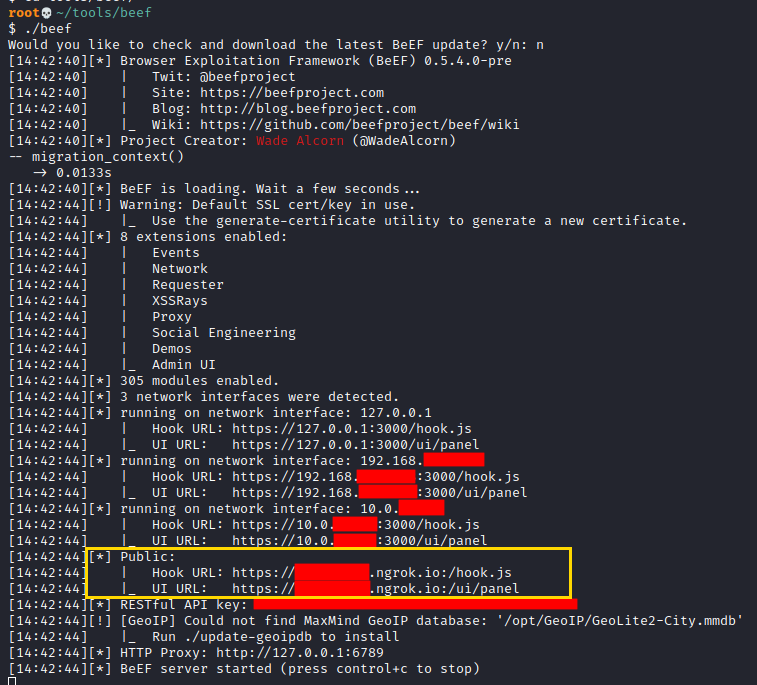 root💀~/tools/beef
$ ./beef
Would you like to check and download the latest BeEF update? y/n: n
[14:42:40][*] Browser Exploitation Framework (BeEF) 0.5.4.0-pre
[14:42:40]    |   Twit: @beefproject
[14:42:40]    |   Site: https://beefproject.com
[14:42:40]    |   Blog: http://blog.beefproject.com
[14:42:40]    |_  Wiki: https://github.com/beefproject/beef/wiki
[14:42:40][*] Project Creator: Wade Alcorn (@WadeAlcorn)
-- migration_context()
   → 0.0133s
[14:42:40][*] BeEF is loading. Wait a few seconds...
[14:42:44][!] Warning: Default SSL cert/key in use.
[14:42:44]    |_  Use the generate-certificate utility to generate a new certificate.
[14:42:44][*] 8 extensions enabled:
[14:42:44]    |   Events
[14:42:44]    |   Network
[14:42:44]    |   Requester
[14:42:44]    |   XSSRays
[14:42:44]    |   Proxy
[14:42:44]    |   Social Engineering
[14:42:44]    |   Demos
[14:42:44]    |_  Admin UI
[14:42:44][*] 305 modules enabled.
[14:42:44][*] 3 network interfaces were detected.
[14:42:44][*] running on network interface: 127.0.0.1
[14:42:44]    |   Hook URL: https://127.0.0.1:3000/hook.js
[14:42:44]    |_  UI URL:   https://127.0.0.1:3000/ui/panel
[14:42:44][*] running on network interface: 192.168.
[14:42:44]    |   Hook URL: https://192.168. :3000/hook.js
[14:42:44]    |_  UI URL:   https://192.168. :3000/ui/panel
[14:42:44][*] running on network interface: 10.0.
[14:42:44]    |   Hook URL: https://10.0. :3000/hook.js
[14:42:44]    |_  UI URL:   https://10.0. :3000/ui/panel
[14:42:44][*] Public:
[14:42:44]    |   Hook URL: https:// .ngrok.io:/hook.js
[14:42:44]    |_  UI URL:   https:// .ngrok.io:/ui/panel
[14:42:44][*] RESTful API key:
[14:42:44][!] [GeoIP] Could not find MaxMind GeoIP database: '/opt/GeoIP/GeoLite2-City.mmdb'
[14:42:44]    |_  Run ./update-geoipdb to install
[14:42:44][*] HTTP Proxy: http://127.0.0.1:6789
[14:42:44][*] BeEF server started (press control+c to stop)